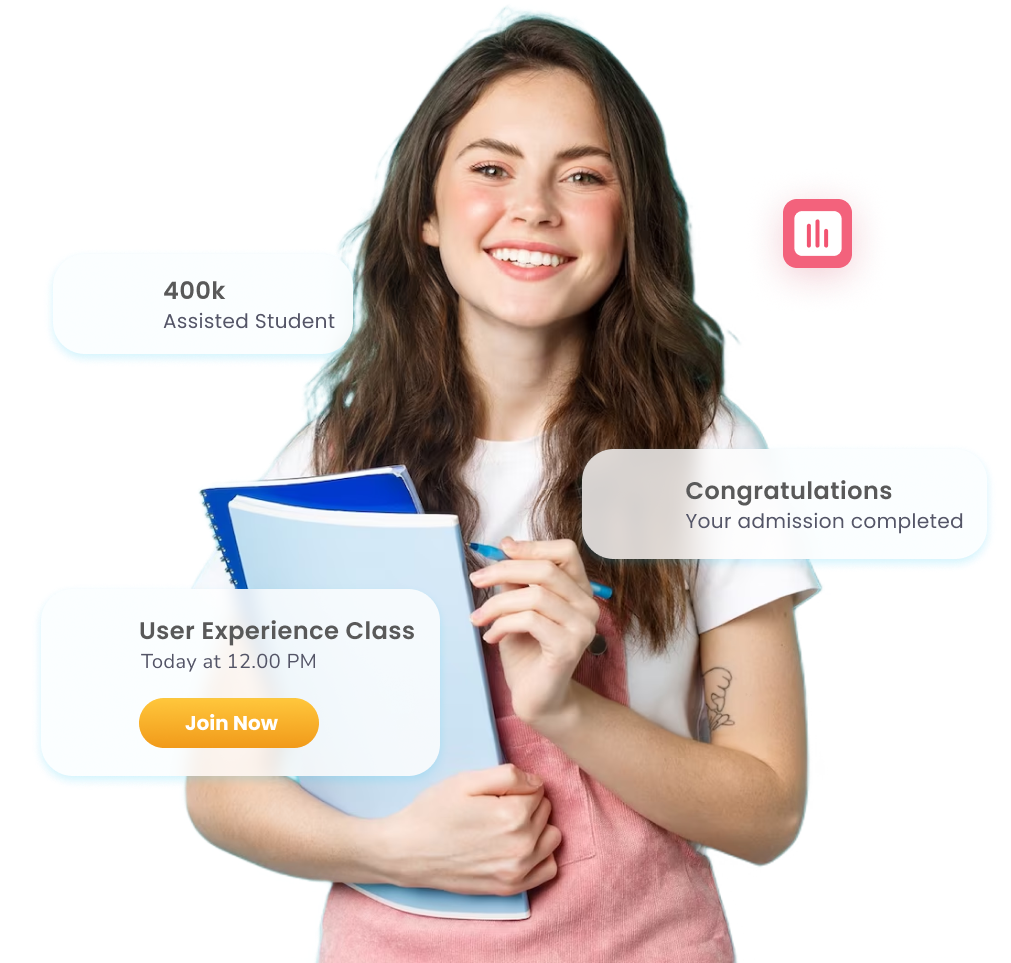 400k
Assisted Student
Congratulations
Your admission completed
User Experience Class
Today at 12.00 PM
Join Now